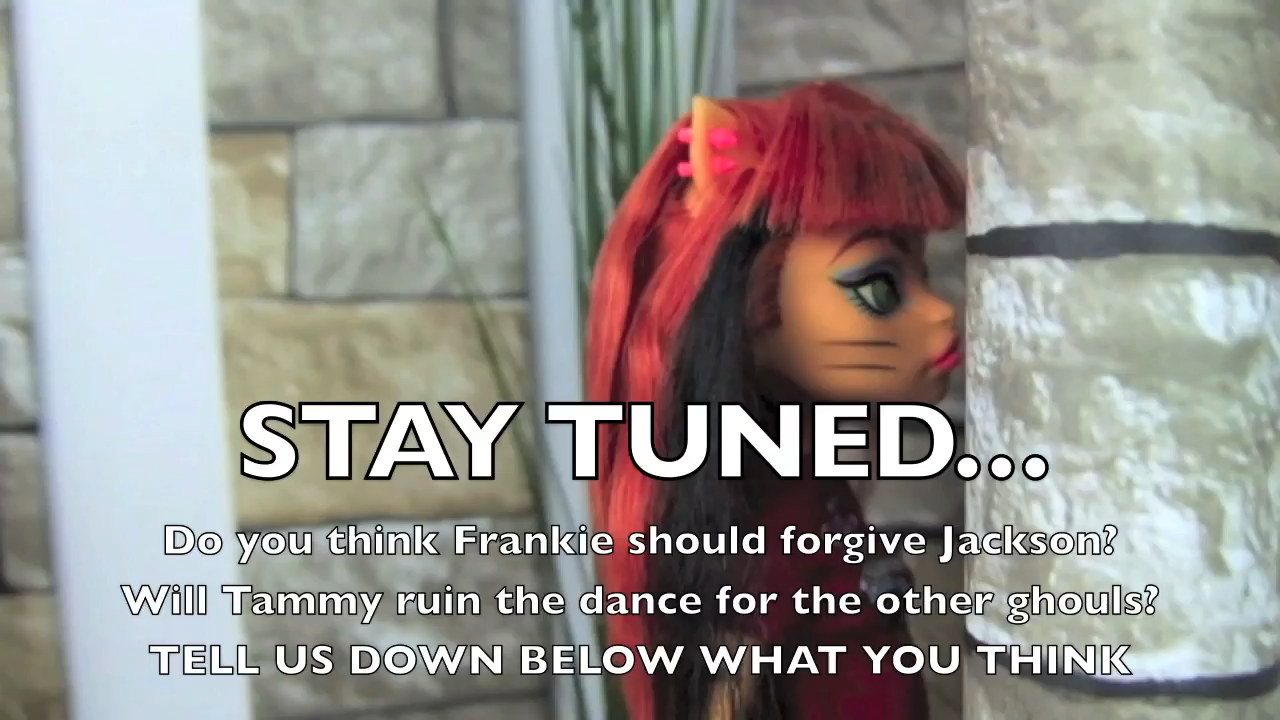 STAY TUNED...
Do you think Frankie should forgive Jackson?
Will Tammy ruin the dance for the other ghouls?
TELL US DOWN BELOW WHAT YOU THINK